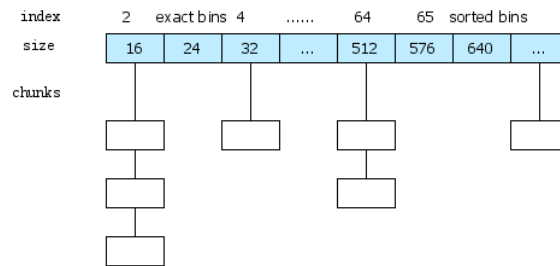 index 2 exact bins 4 ...... 64 65 sorted bins
size 16 24 32 ... 512 576 640 ...
chunks